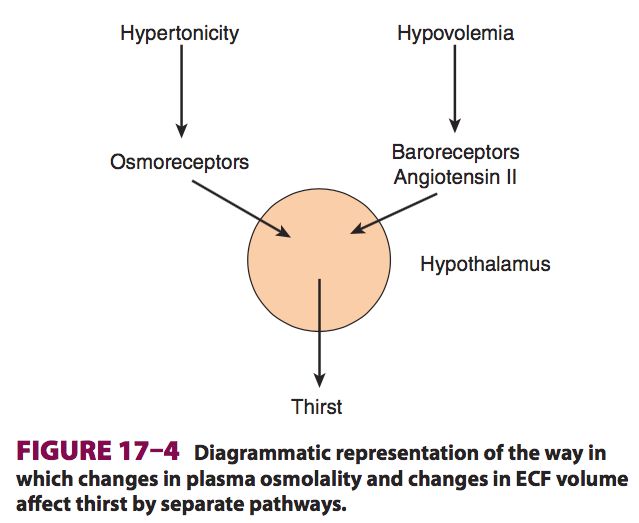 Hypertonicity
Hypovolemia
Osmoreceptors
Baroreceptors
Angiotensin II
Hypothalamus
Thirst
FIGURE 17–4 Diagrammatic representation of the way in
which changes in plasma osmolality and changes in ECF volume
affect thirst by separate pathways.